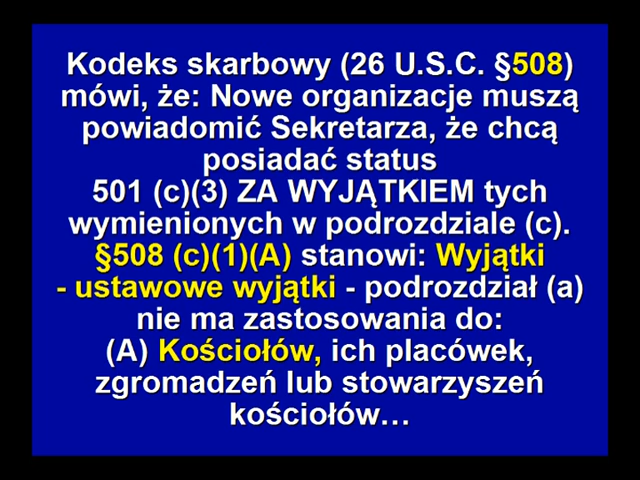 Kodeks skarbowy (26 U.S.C. §508)
mówi, że: Nowe organizacje muszą
powiadomić Sekretarza, że chcą
posiadać status
501 (c)(3) ZA WYJĄTKIEM tych
wymienionych w podrozdziale (c).
§508 (c)(1)(A) stanowi: Wyjątki
- ustawowe wyjątki - podrozdział (a)
nie ma zastosowania do:
(A) Kościołów, ich placówek,
zgromadzeń lub stowarzyszeń
kościołów…